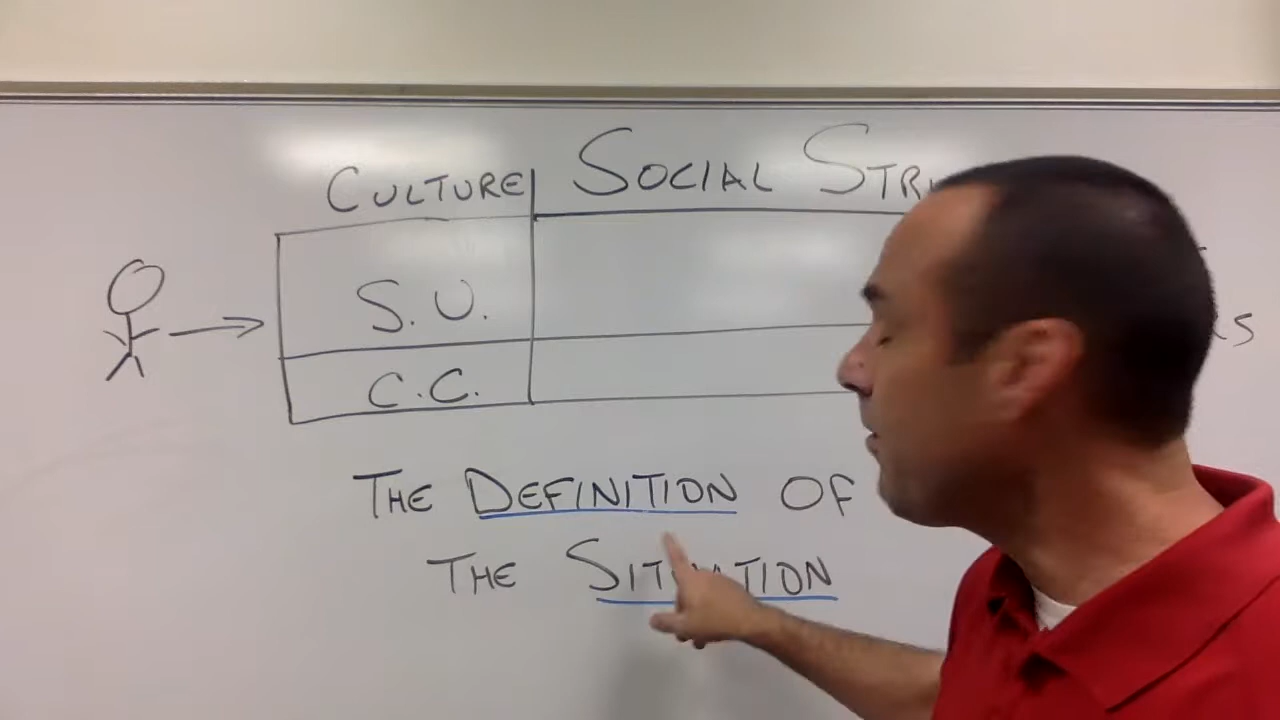 CULTURE SOCIAL STR
S.U.
C.C.
THE DEFINITION OF
THE SITUATION